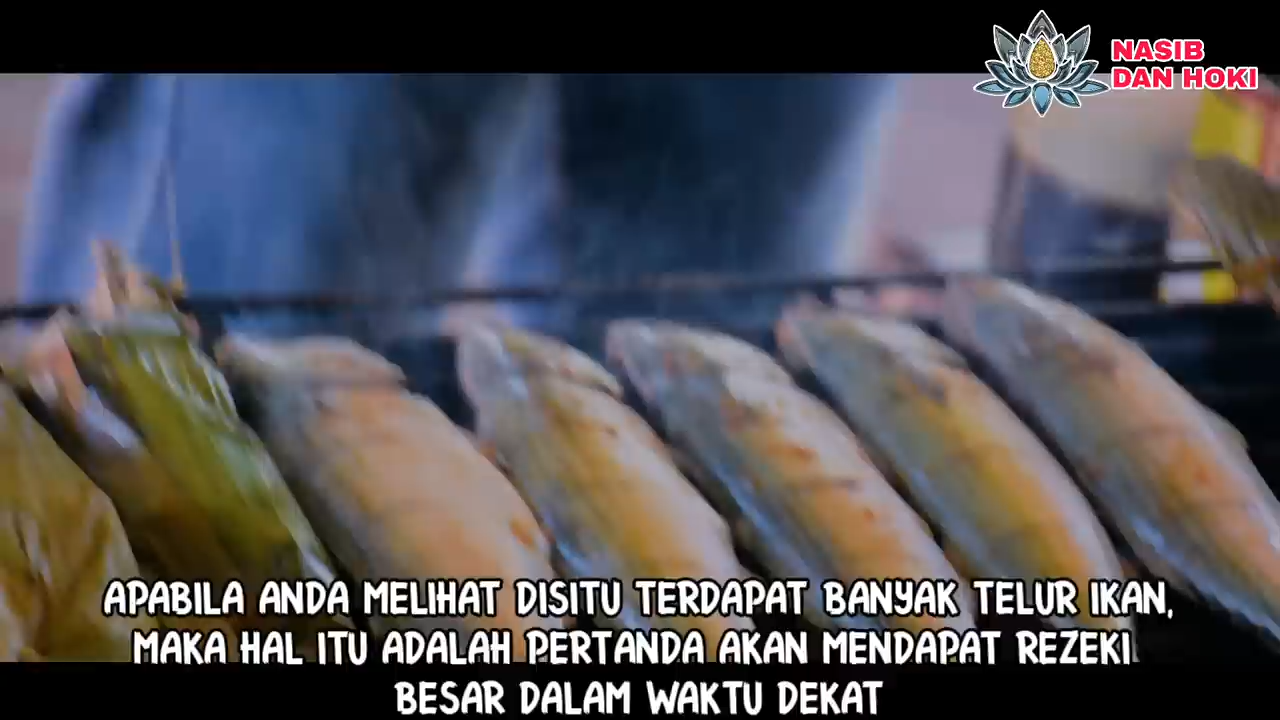 NASIB
DAN HOKI
APABILA ANDA MELIHAT DISITU TERDAPAT BANYAK TELUR IKAN,
MAKA HAL ITU ADALAH PERTANDA AKAN MENDAPAT REZEKI
BESAR DALAM WAKTU DEKAT